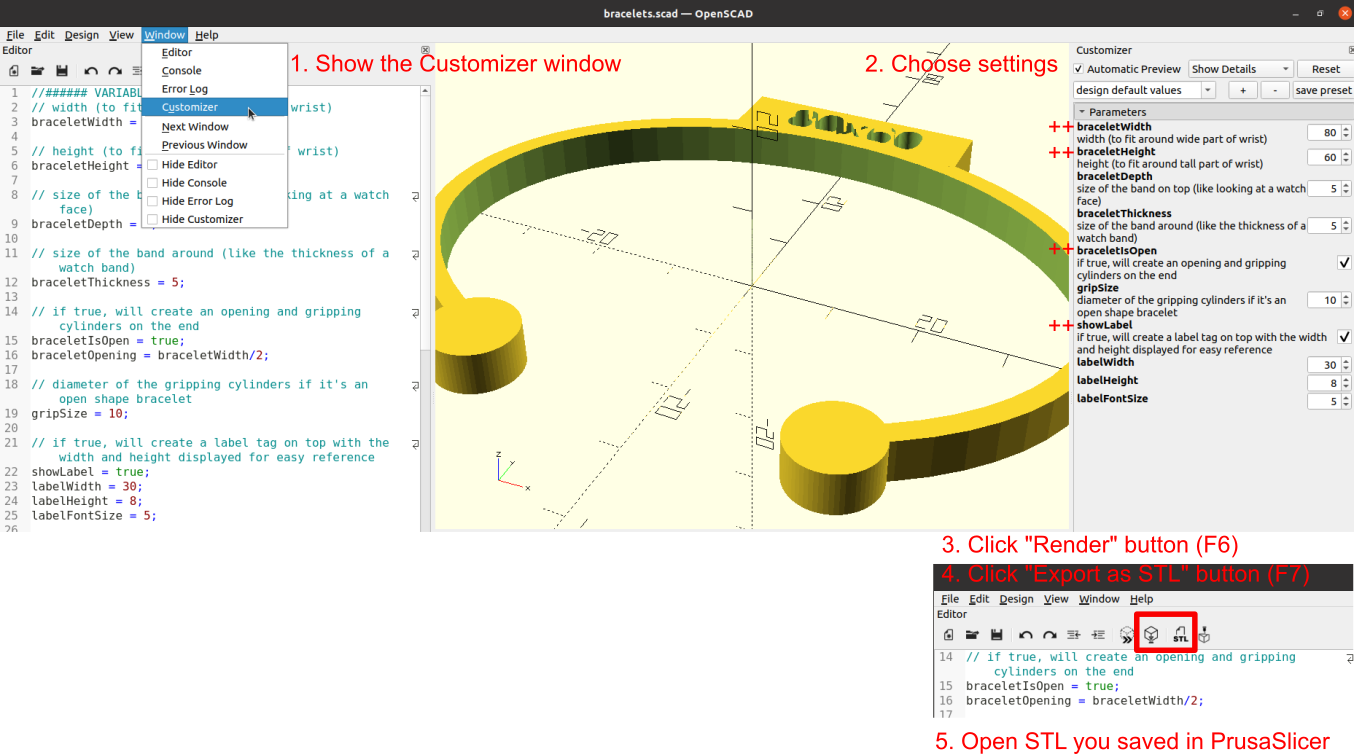 bracelets.scad — OpenSCAD
File Edit Design View Window Help
Editor
Editor
Console
Error Log
Customizer
Next Window
Previous Window
Hide Editor
Hide Console
Hide Error Log
Hide Customizer
1. Show the Customizer window
2. Choose settings
1 //###### VARIABL
2 // width (to fit wrist)
3 braceletWidth =
4
5 // height (to fi f wrist)
6 braceletHeight =
7
8 // size of the b king at a watch
face)
9 braceletDepth =
10
11 // size of the band around (like the thickness of a
watch band)
12 braceletThickness = 5;
13
14 // if true, will create an opening and gripping
cylinders on the end
15 braceletIsOpen = true;
16 braceletOpening = braceletWidth/2;
17
18 // diameter of the gripping cylinders if it's an
open shape bracelet
19 gripSize = 10;
20
21 // if true, will create a label tag on top with the
width and height displayed for easy reference
22 showLabel = true;
23 labelWidth = 30;
24 labelHeight = 8;
25 labelFontSize = 5;
26
-20
20
-20
z
y
x
Customizer
Automatic Preview Show Details Reset
design default values + - save preset
Parameters
++ braceletWidth
width (to fit around wide part of wrist) 80
++ braceletHeight
height (to fit around tall part of wrist) 60
braceletDepth
size of the band on top (like looking at a watch 5
face)
braceletThickness
size of the band around (like the thickness of a 5
watch band)
++ braceletIsOpen
if true, will create an opening and gripping
cylinders on the end
gripSize
diameter of the gripping cylinders if it's an 10
open shape bracelet
++ showLabel
if true, will create a label tag on top with the width
and height displayed for easy reference
labelWidth
30
labelHeight
8
labelFontSize
5
3. Click "Render" button (F6)
4. Click "Export as STL" button (F7)
File Edit Design View Window Help
Editor
STL
14 // if true, will create an opening and gripping
cylinders on the end
15 braceletIsOpen = true;
16 braceletOpening = braceletWidth/2;
17
5. Open STL you saved in PrusaSlicer